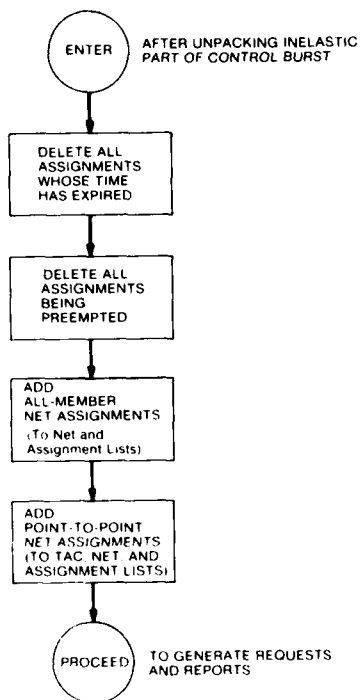 ENTER
AFTER UNPACKING INELASTIC
PART OF CONTROL BURST
DELETE ALL
ASSIGNMENTS
WHOSE TIME
HAS EXPIRED
DELETE ALL
ASSIGNMENTS
BEING
PREEMPTED
ADD
ALL-MEMBER
NET ASSIGNMENTS
(To Net and
Assignment Lists)
ADD
POINT-TO-POINT
NET ASSIGNMENTS
(TO TAC, NET, AND
ASSIGNMENT LISTS)
PROCEED
TO GENERATE REQUESTS
AND REPORTS